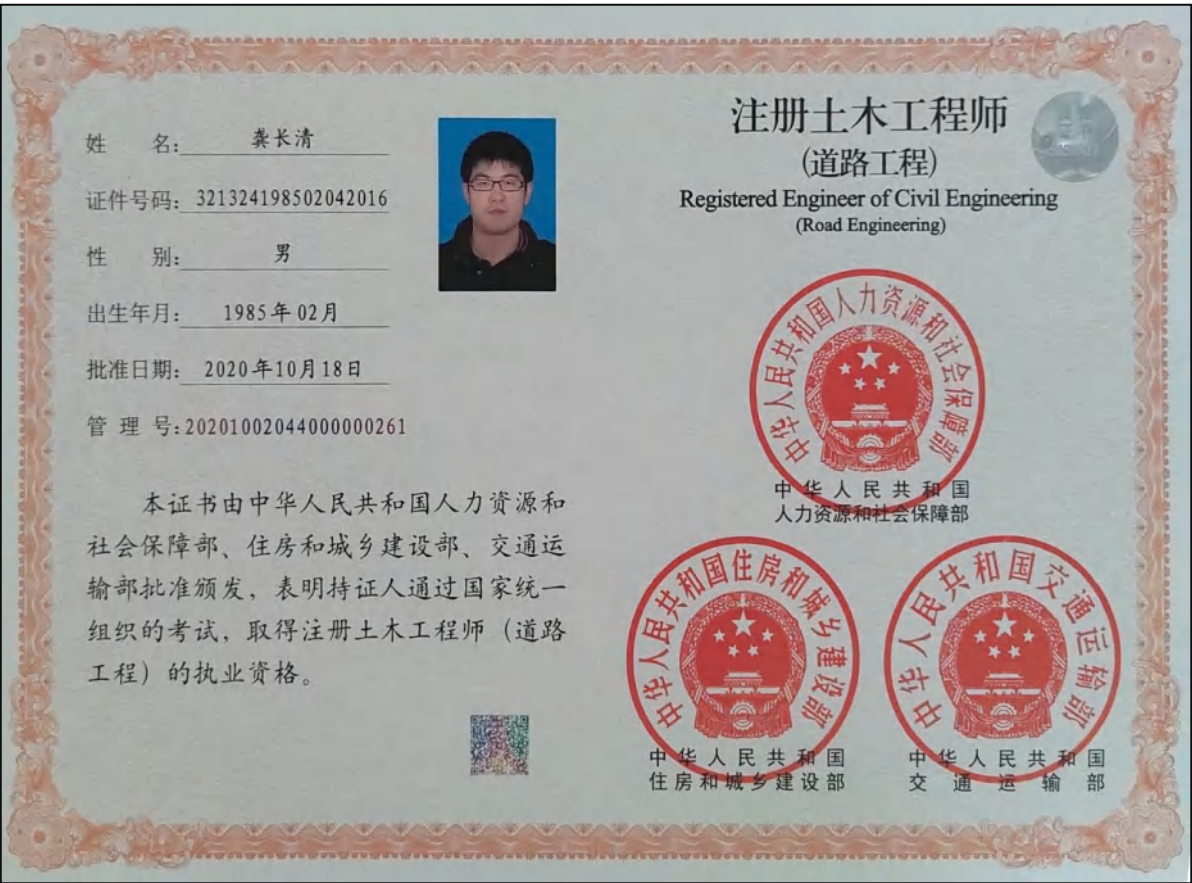 姓 名: 龚长清
证件号码: 321324198502042016
性 别: 男
出生年月: 1985年02月
批准日期: 2020年10月18日
管 理 号: 20201002044000000261
本证书由中华人民共和国人力资源和
社会保障部、住房和城乡建设部、交通运
输部批准颁发，表明持证人通过国家统一
组织的考试，取得注册土木工程师（道路
工程）的执业资格。
注册土木工程师
(道路工程)
Registered Engineer of Civil Engineering
(Road Engineering)
中华人民共和国人力资源和社会保障部
中华人民共和国
人力资源和社会保障部
中华人民共和国住房和城乡建设部
中华人民共和国
住房和城乡建设部
中华人民共和国交通运输部
中华人民共和国
交通运输部